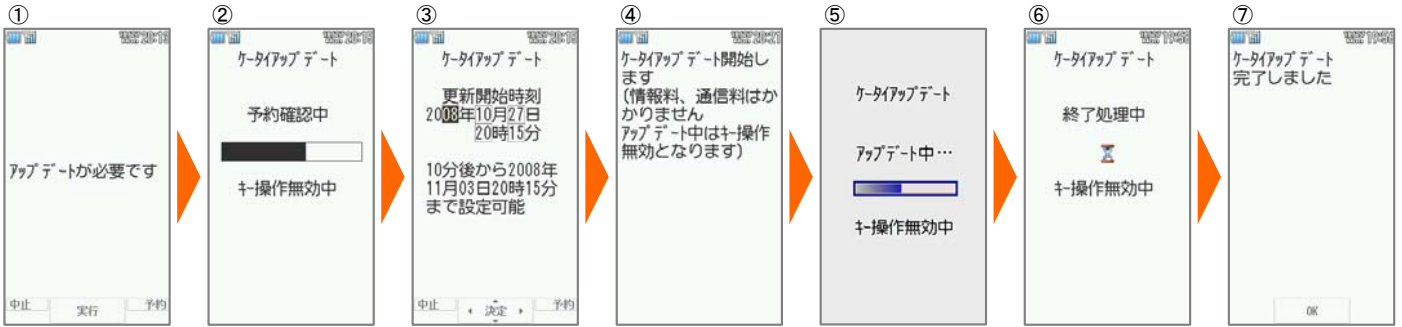 ①
20:13
アップデートが必要です
中止
実行
予約
②
20:15
ケータイアップデート
予約確認中
キー操作無効中
③
20:15
ケータイアップデート
更新開始時刻
2008年10月27日
20時15分
10分後から2008年
11月03日20時15分
まで設定可能
中止
決定
予約
④
20:21
ケータイアップデート開始し
ます
(情報料、通信料はか
かりません
アップデート中はキー操作
無効となります)
⑤
ケータイアップデート
アップデート中…
キー操作無効中
⑥
ケータイアップデート
終了処理中
キー操作無効中
⑦
ケータイアップデート
完了しました
OK